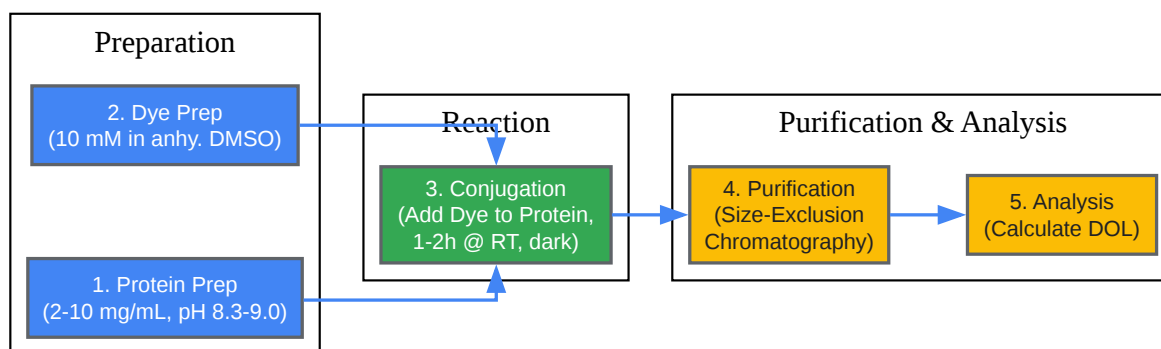 Preparation
2. Dye Prep
(10 mM in anhy. DMSO)
1. Protein Prep
(2-10 mg/mL, pH 8.3-9.0)
Reaction
3. Conjugation
(Add Dye to Protein,
1-2h @ RT, dark)
Purification & Analysis
4. Purification
(Size-Exclusion
Chromatography)
5. Analysis
(Calculate DOL)